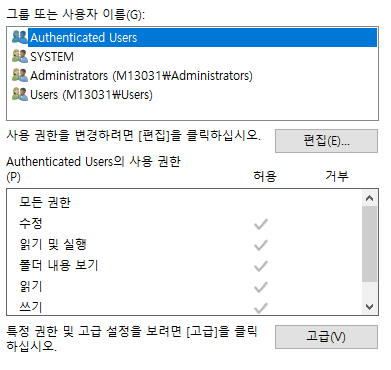 그룹 또는 사용자 이름(G):
Authenticated Users
SYSTEM
Administrators (M13031₩Administrators)
Users (M13031₩Users)
사용 권한을 변경하려면 [편집]을 클릭하십시오.
편집(E)...
Authenticated Users의 사용 권한
(P)
허용
거부
모든 권한
수정
읽기 및 실행
폴더 내용 보기
읽기
쓰기
특정 권한 및 고급 설정을 보려면 [고급]을 클릭
하십시오.
고급(V)